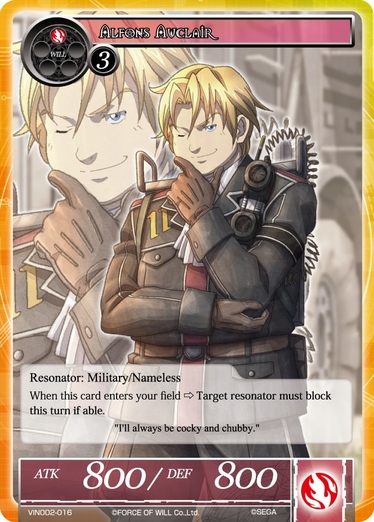 Alfons Auclair
WILL
3
11
Resonator: Military/Nameless
When this card enters your field ⇨ Target resonator must block
this turn if able.
"I'll always be cocky and chubby."
ATK 800 / DEF 800
VIN002-016 ©FORCE OF WILL Co.,Ltd. ©SEGA